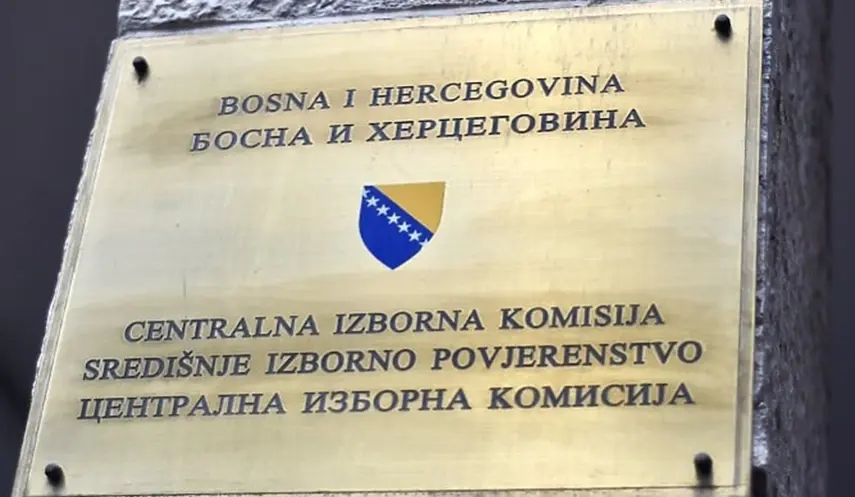 BOSNA I HERCEGOVINA
БОСНА И ХЕРЦЕГОВИНА
CENTRALNA IZBORNA KOMISIJA
SREDIŠNJE IZBORNO POVJERENSTVO
ЦЕНТРАЛНА ИЗБОРНА КОМИСИЈА